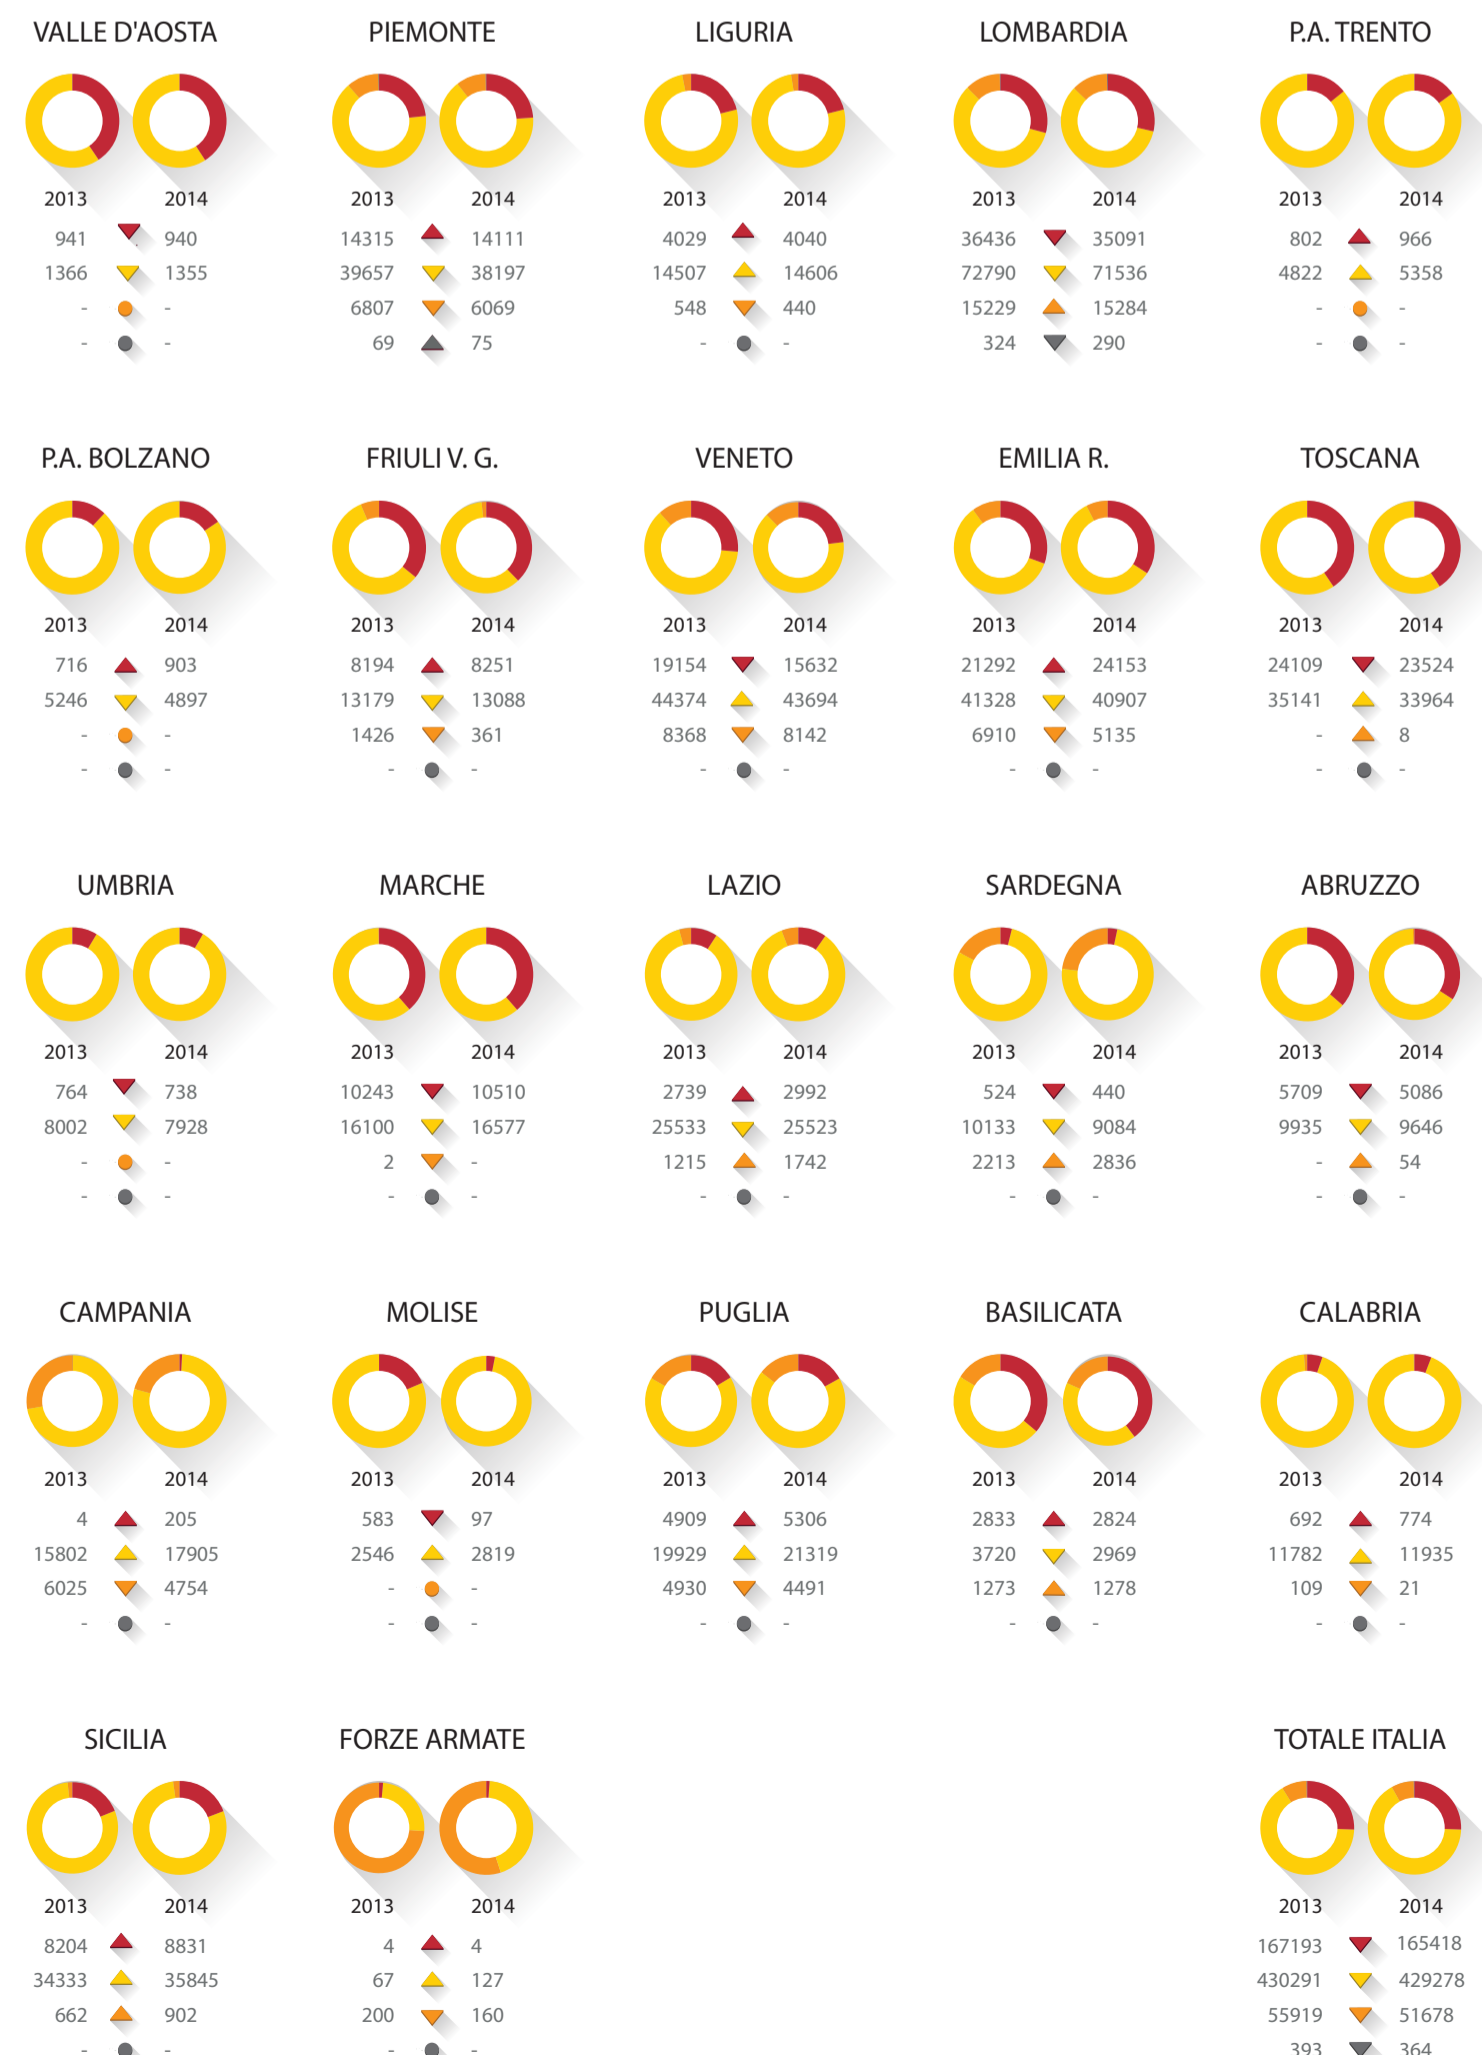 VALLE D'AOSTA PIEMONTE LIGURIA LOMBARDIA P.A. TRENTO
2013 2014 2013 2014 2013 2014 2013 2014 2013 2014
941 940 14315 14111 4029 4040 36436 35091 802 966
1366 1355 39657 38197 14507 14606 72790 71536 4822 5358
- - 6807 6069 548 440 15229 15284 - -
- - 69 75 - - 324 290 - -
P.A. BOLZANO FRIULI V. G. VENETO EMILIA R. TOSCANA
2013 2014 2013 2014 2013 2014 2013 2014 2013 2014
716 903 8194 8251 19154 15632 21292 24153 24109 23524
5246 4897 13179 13088 44374 43694 41328 40907 35141 33964
- - 1426 361 8368 8142 6910 5135 - 8
- - - - - - - - - -
UMBRIA MARCHE LAZIO SARDEGNA ABRUZZO
2013 2014 2013 2014 2013 2014 2013 2014 2013 2014
764 738 10243 10510 2739 2992 524 440 5709 5086
8002 7928 16100 16577 25533 25523 10133 9084 9935 9646
- - 2 - 1215 1742 2213 2836 - 54
- - - - - - - - - -
CAMPANIA MOLISE PUGLIA BASILICATA CALABRIA
2013 2014 2013 2014 2013 2014 2013 2014 2013 2014
4 205 583 97 4909 5306 2833 2824 692 774
15802 17905 2546 2819 19929 21319 3720 2969 11782 11935
6025 4754 - - 4930 4491 1273 1278 109 21
- - - - - - - - - -
SICILIA FORZE ARMATE TOTALE ITALIA
2013 2014 2013 2014 2013 2014
8204 8831 4 4 167193 165418
34333 35845 67 127 430291 429278
662 902 200 160 55919 51678
- - - - 393 364